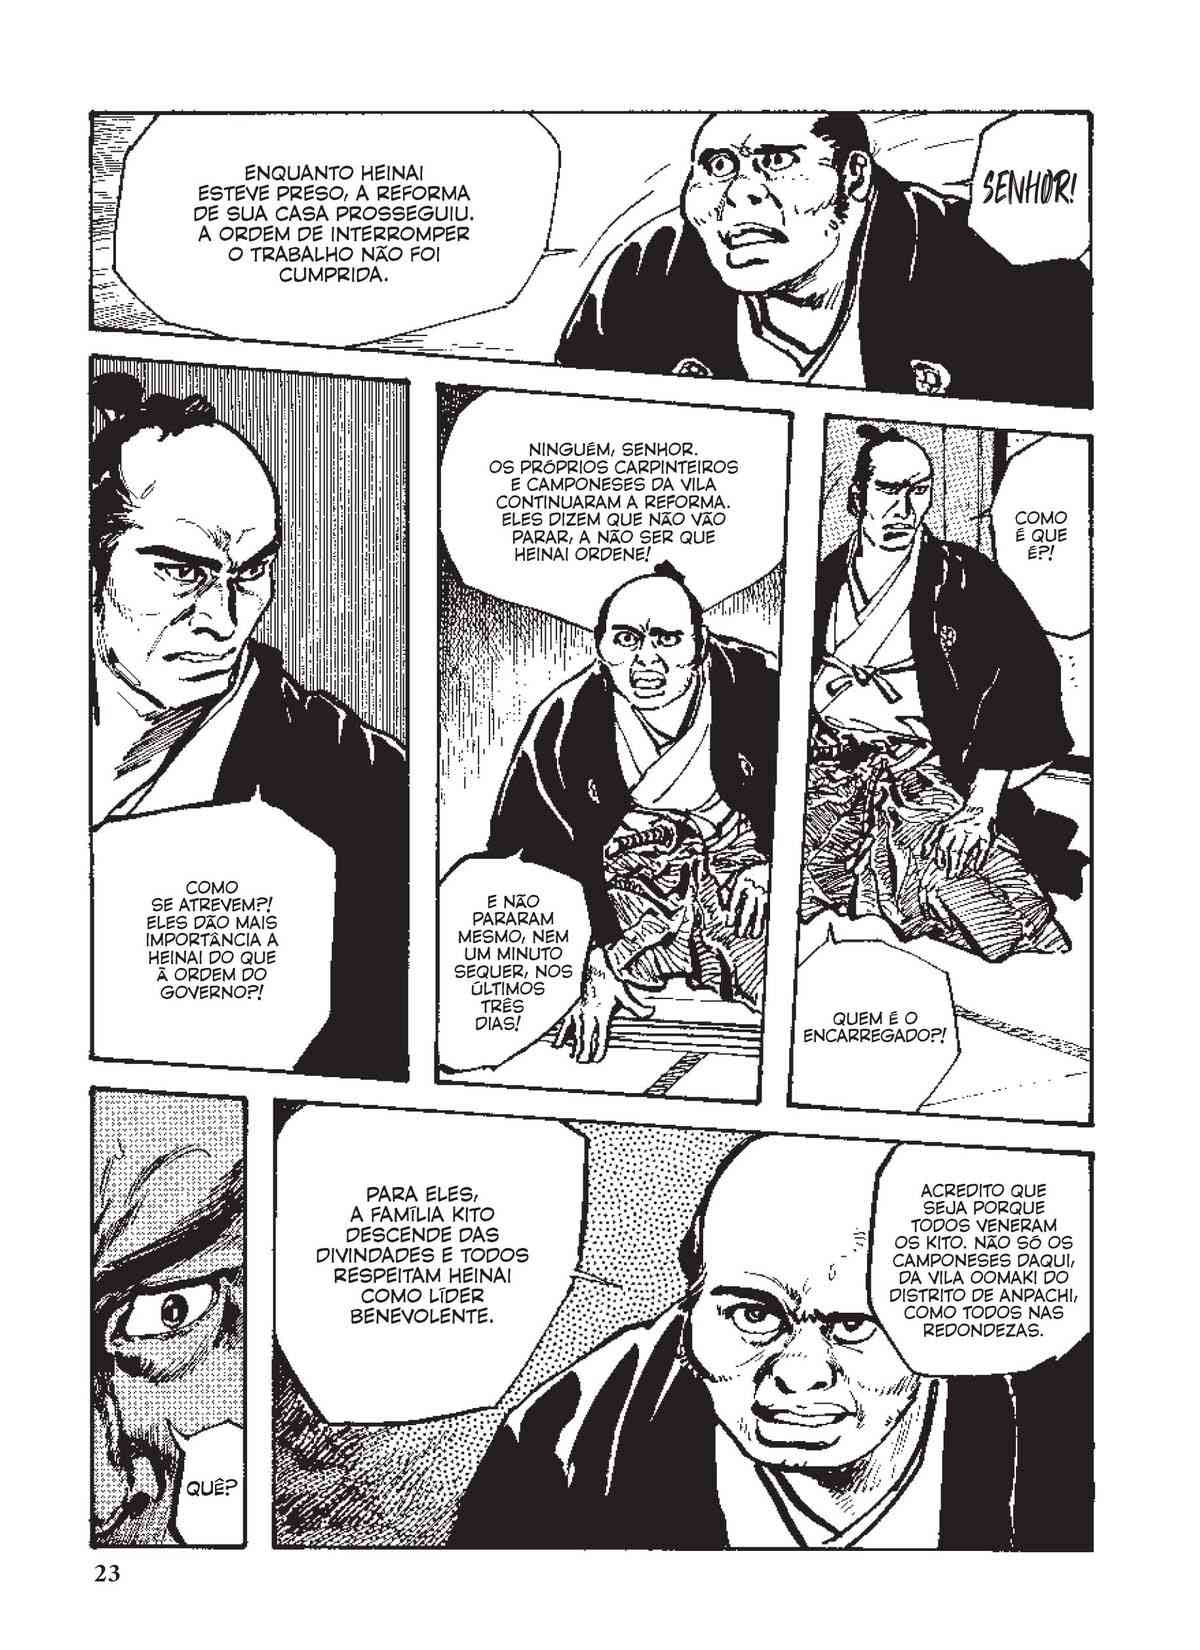 SENHOR!
ENQUANTO HEINAI
ESTEVE PRESO, A REFORMA
DE SUA CASA PROSSEGUIU.
A ORDEM DE INTERROMPER
O TRABALHO NÃO FOI
CUMPRIDA.
COMO
É QUE
É?!
QUEM É O
ENCARREGADO?!
NINGUÉM, SENHOR.
OS PRÓPRIOS CARPINTEIROS
E CAMPONESES DA VILA
CONTINUARAM A REFORMA.
ELES DIZEM QUE NÃO VÃO
PARAR, A NÃO SER QUE
HEINAI ORDENE!
E NÃO
PARARAM
MESMO, NEM
UM MINUTO
SEQUER, NOS
ÚLTIMOS
TRÊS
DIAS!
COMO
SE ATREVEM?!
ELES DÃO MAIS
IMPORTÂNCIA A
HEINAI DO QUE
À ORDEM DO
GOVERNO?!
ACREDITO QUE
SEJA PORQUE
TODOS VENERAM
OS KITO. NÃO SÓ OS
CAMPONESES DAQUI,
DA VILA OOMAKI DO
DISTRITO DE ANPACHI,
COMO TODOS NAS
REDONDEZAS.
PARA ELES,
A FAMÍLIA KITO
DESCENDE DAS
DIVINDADES E TODOS
RESPEITAM HEINAI
COMO LÍDER
BENEVOLENTE.
QUÊ?
23